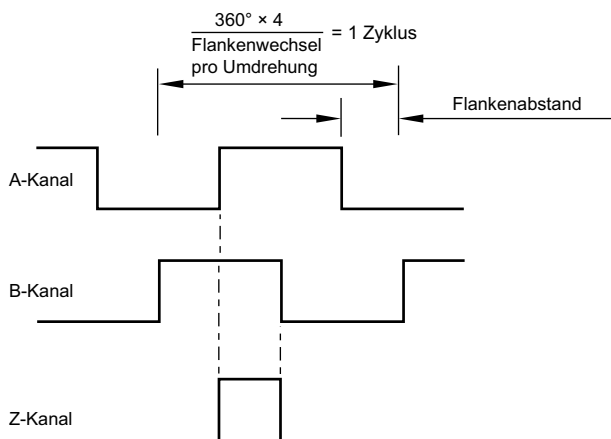 360° × 4
Flankenwechsel
pro Umdrehung
= 1 Zyklus
Flankenabstand
A-Kanal
B-Kanal
Z-Kanal